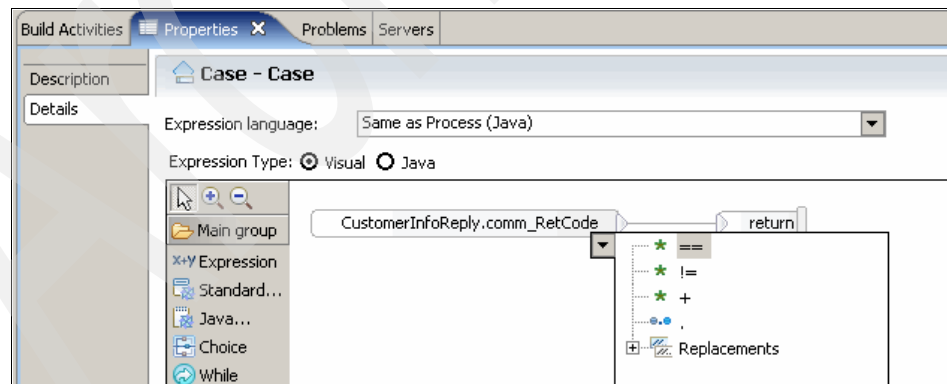 Build Activities Properties Problems Servers
Description
Case - Case
Details
Expression language: Same as Process (Java)
Expression Type: Visual Java
Main group
CustomerInfoReply.comm_RetCode return
x+y Expression
==
Standard...
!=
Java...
+
Choice
.
Replacements
While